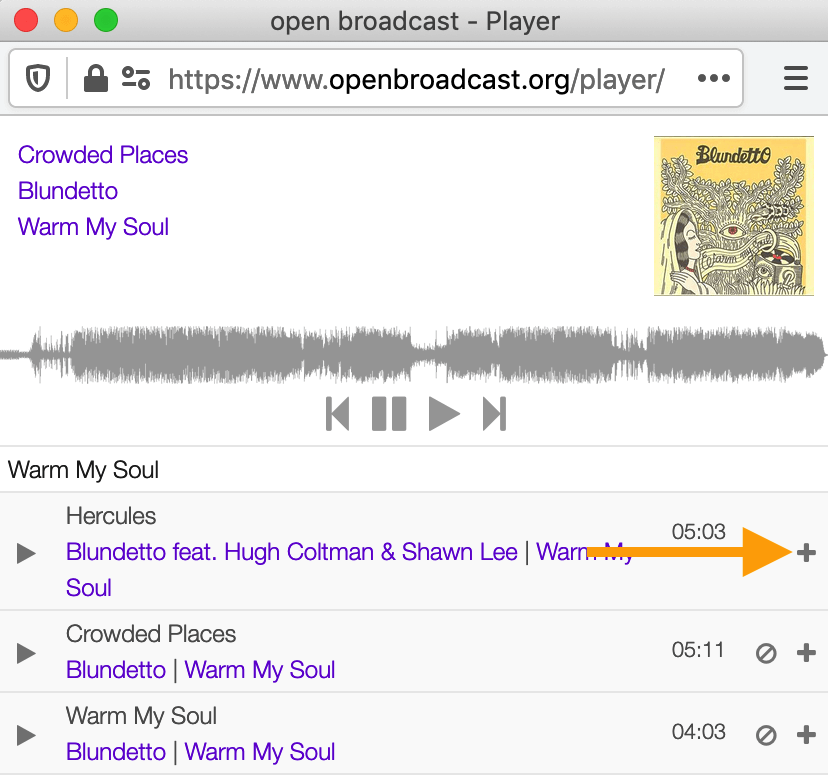 open broadcast - Player
https://www.openbroadcast.org/player/
Crowded Places
Blundetto
Warm My Soul
Blundetto
Warm my Soul
Warm My Soul
Hercules
05:03
Blundetto feat. Hugh Coltman & Shawn Lee | Warm My
Soul
Crowded Places
05:11
Blundetto | Warm My Soul
Warm My Soul
04:03
Blundetto | Warm My Soul